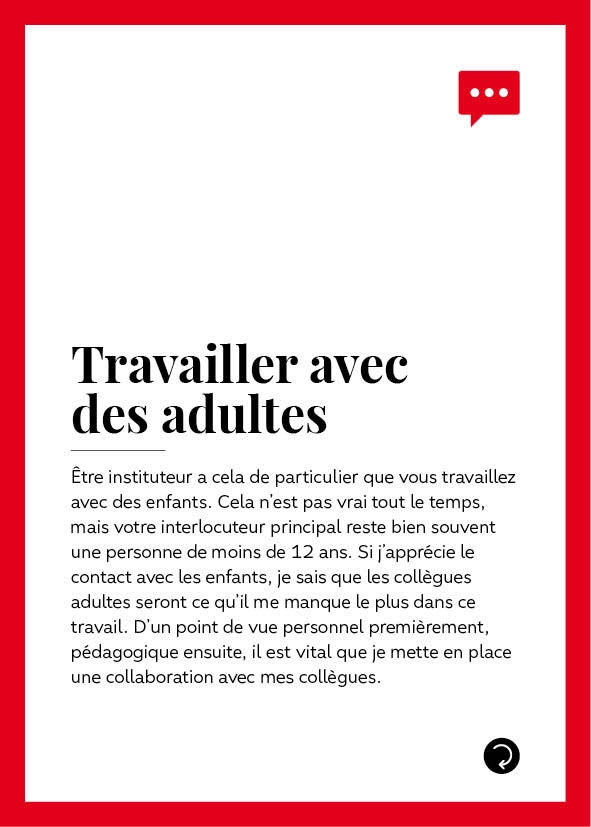 Travailler avec
des adultes
Être instituteur a cela de particulier que vous travaillez
avec des enfants. Cela n’est pas vrai tout le temps,
mais votre interlocuteur principal reste bien souvent
une personne de moins de 12 ans. Si j’apprécie le
contact avec les enfants, je sais que les collègues
adultes seront ce qu’il me manque le plus dans ce
travail. D’un point de vue personnel premièrement,
pédagogique ensuite, il est vital que je mette en place
une collaboration avec mes collègues.